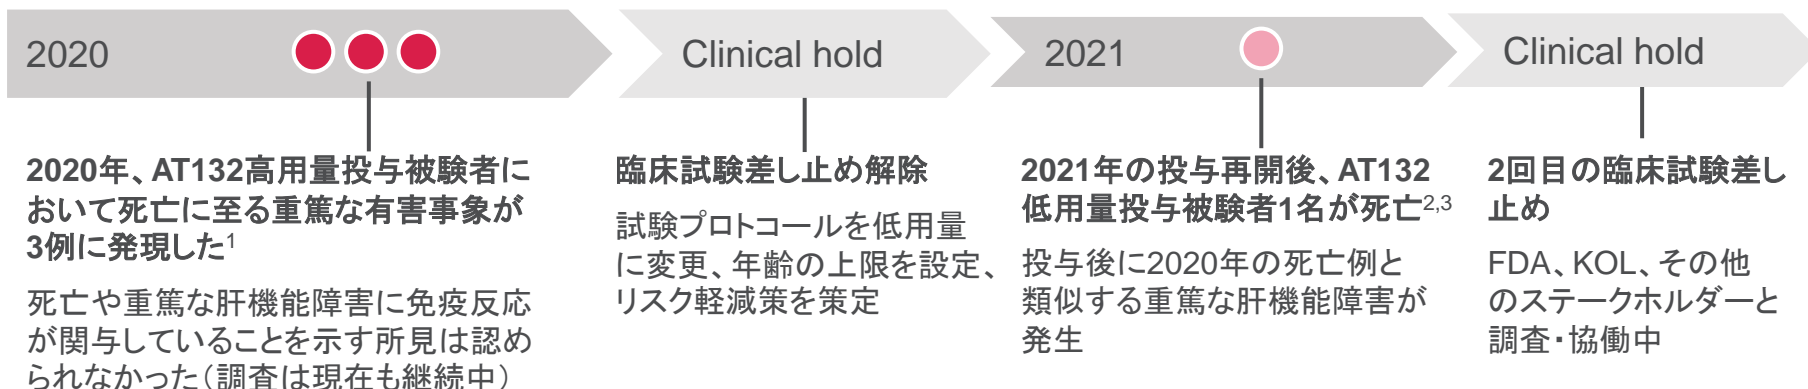 2020
Clinical hold
2021
Clinical hold
2020年、AT132高用量投与被験者に
おいて死亡に至る重篤な有害事象が
3例に発現した1
死亡や重篤な肝機能障害に免疫反応
が関与していることを示す所見は認め
られなかった（調査は現在も継続中）
臨床試験差し止め解除
試験プロトコールを低用量
に変更、年齢の上限を設定、
リスク軽減策を策定
2021年の投与再開後、AT132
低用量投与被験者1名が死亡2,3
投与後に2020年の死亡例と
類似する重篤な肝機能障害が
発生
2回目の臨床試験差し
止め
FDA、KOL、その他
のステークホルダーと
調査・協働中